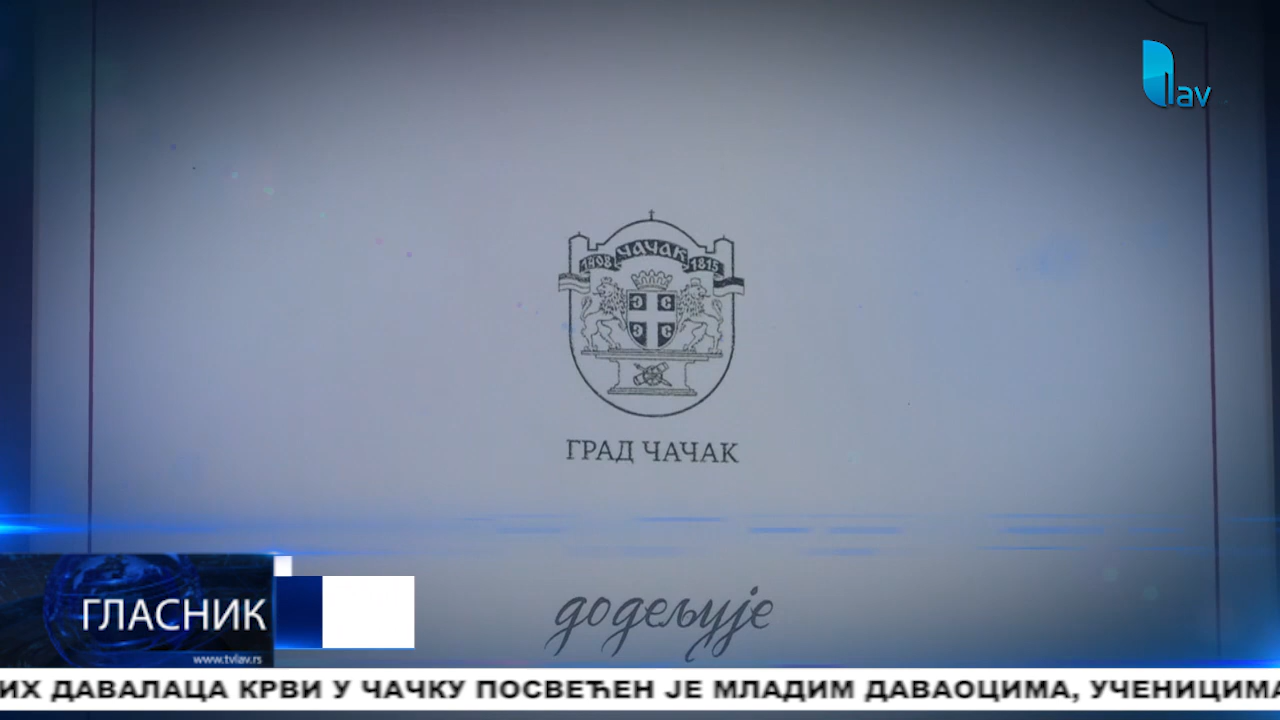 lav
1408 ЧАЧАК 1815
ГРАД ЧАЧАК
додељује
ГЛАСНИК
www.tvlav.rs
ИХ ДАВАЛАЦА КРВИ У ЧАЧКУ ПОСВЕЋЕН ЈЕ МЛАДИМ ДАВАОЦИМА, УЧЕНИЦИМА